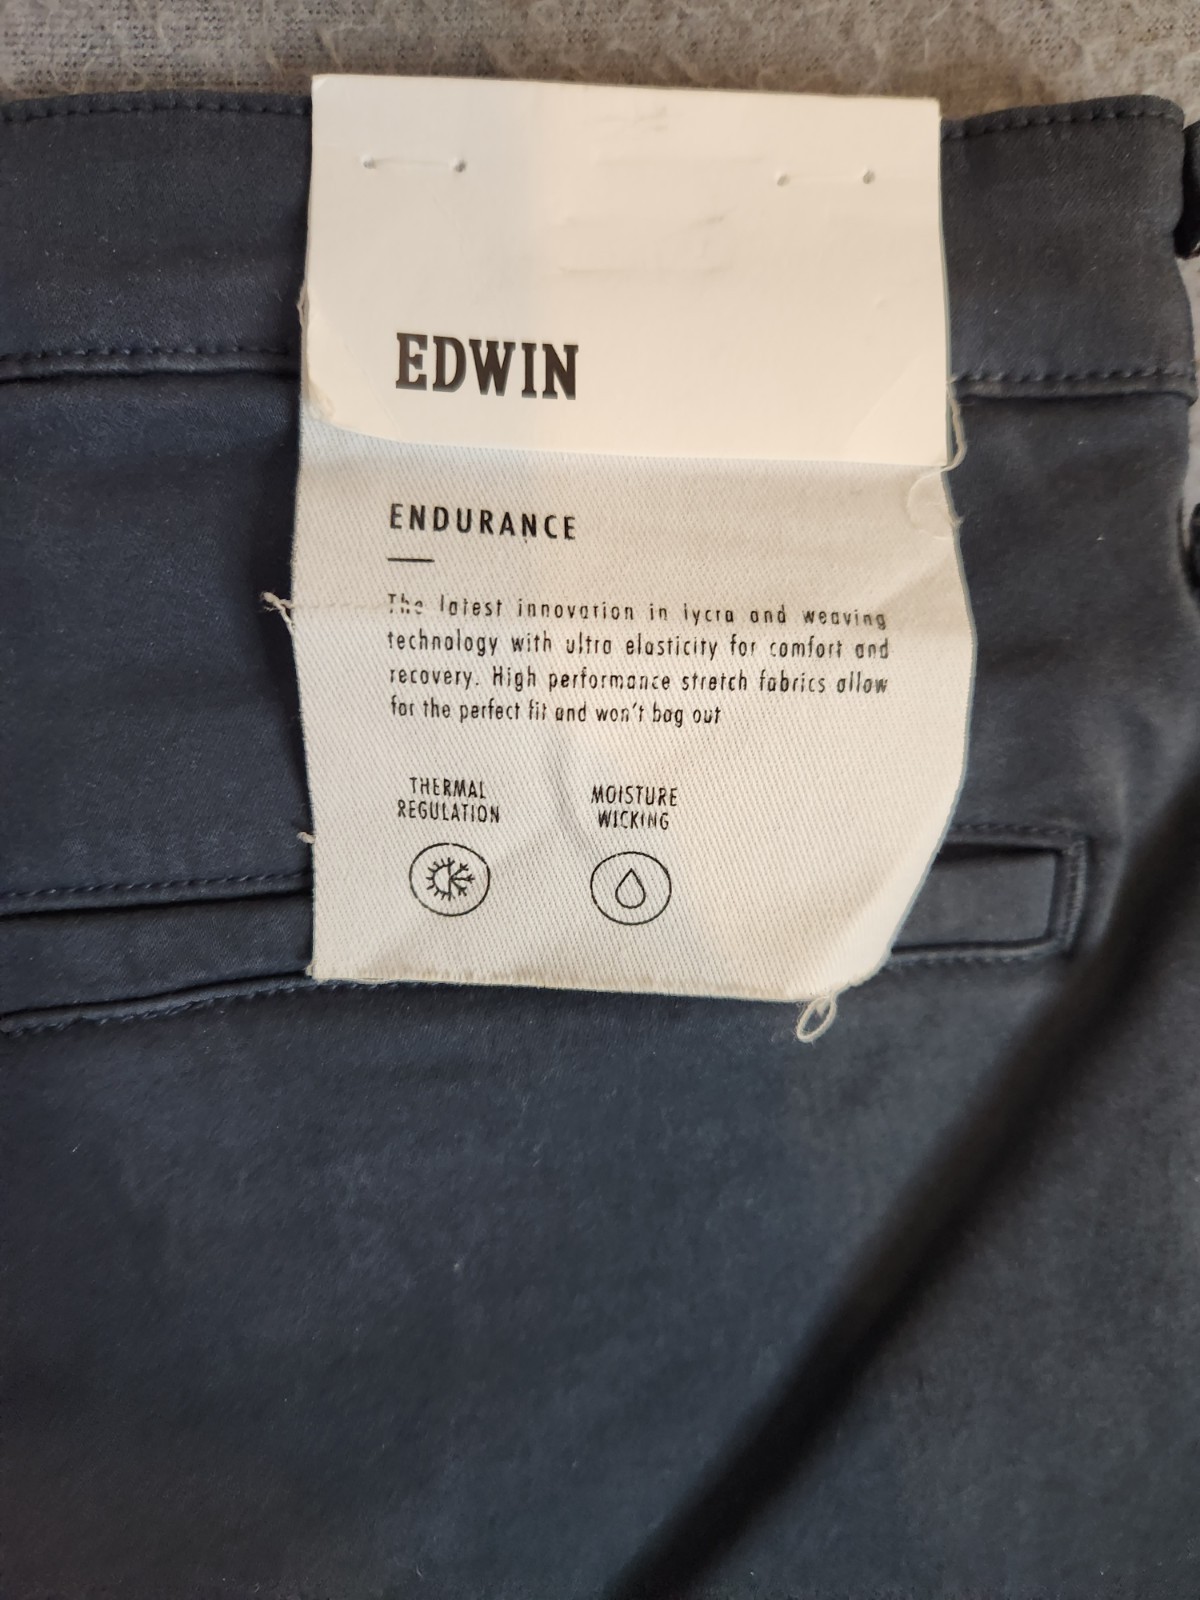 EDWIN
ENDURANCE
The latest innovation in lycra and weaving
technology with ultra elasticity for comfort and
recovery. High performance stretch fabrics allow
for the perfect fit and won't bag out
THERMAL
REGULATION
MOISTURE
WICKING